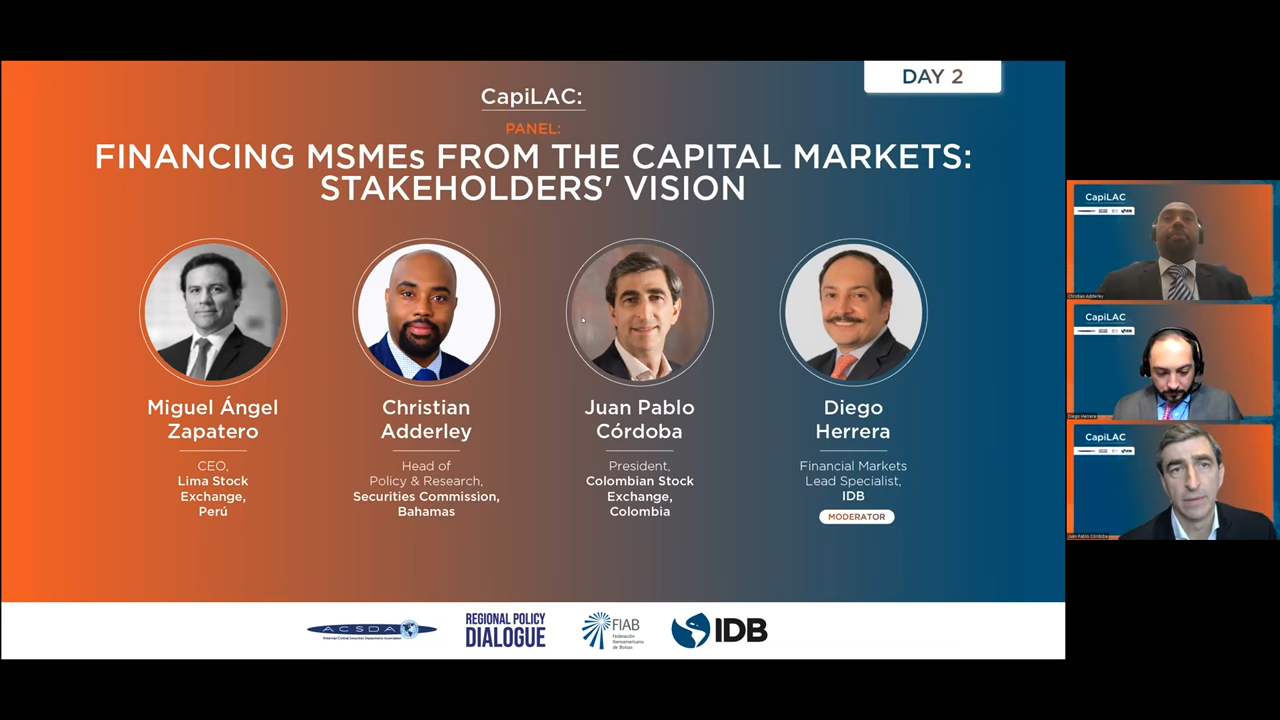 DAY 2
CapiLAC:
PANEL:
FINANCING MSMEs FROM THE CAPITAL MARKETS:
STAKEHOLDERS' VISION
Miguel Ángel
Zapatero
CEO,
Lima Stock
Exchange,
Perú
Christian
Adderley
Head of
Policy & Research,
Securities Commission,
Bahamas
Juan Pablo
Córdoba
President,
Colombian Stock
Exchange,
Colombia
Diego
Herrera
Financial Markets
Lead Specialist,
IDB
MODERATOR
ACSDA
Americas' Central Securities Depositories Association
REGIONAL POLICY
DIALOGUE
FIAB
Federación
Iberoamericana
de Bolsas
IDB
CapiLAC
Christian Adderley
CapiLAC
Diego Herrera
CapiLAC
Juan Pablo Córdoba